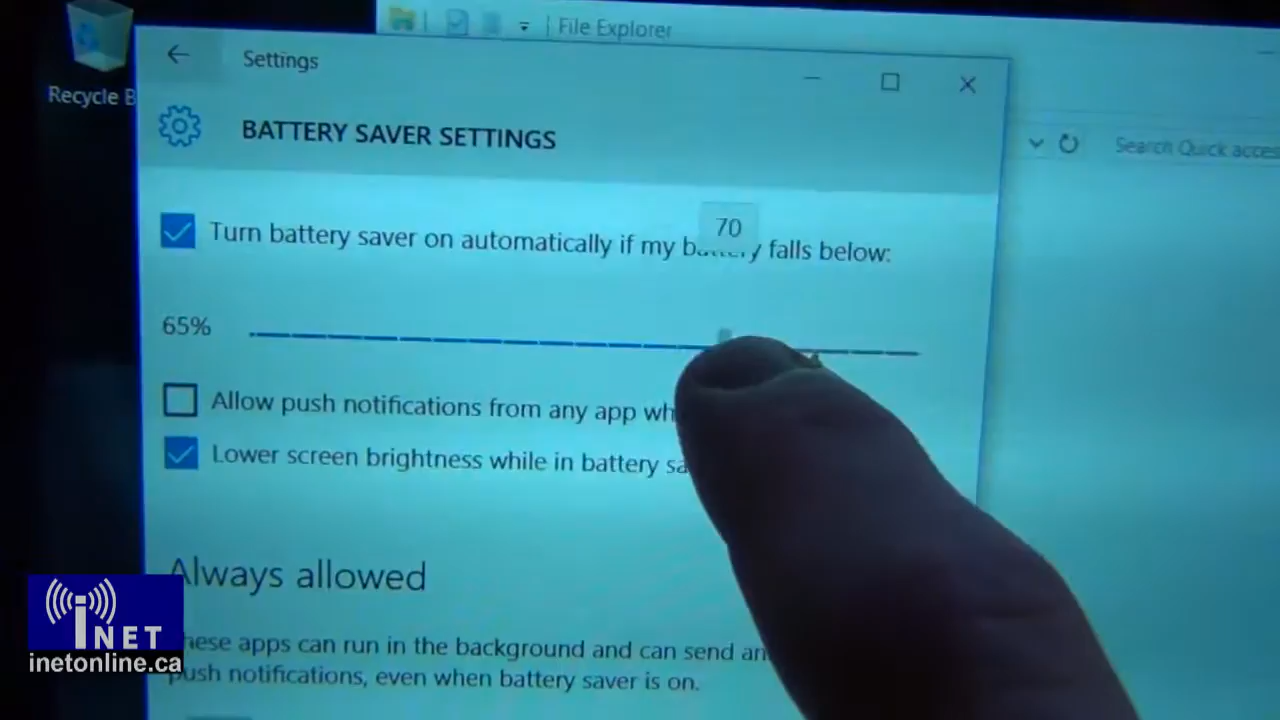 File Explorer
Settings
Recycle B
BATTERY SAVER SETTINGS
Search Quick acces
70
Turn battery saver on automatically if my battery falls below:
65%
Allow push notifications from any app wh
Lower screen brightness while in battery sa
Always allowed
hese apps can run in the background and can send an
push notifications, even when battery saver is on.
iNET
inetonline.ca